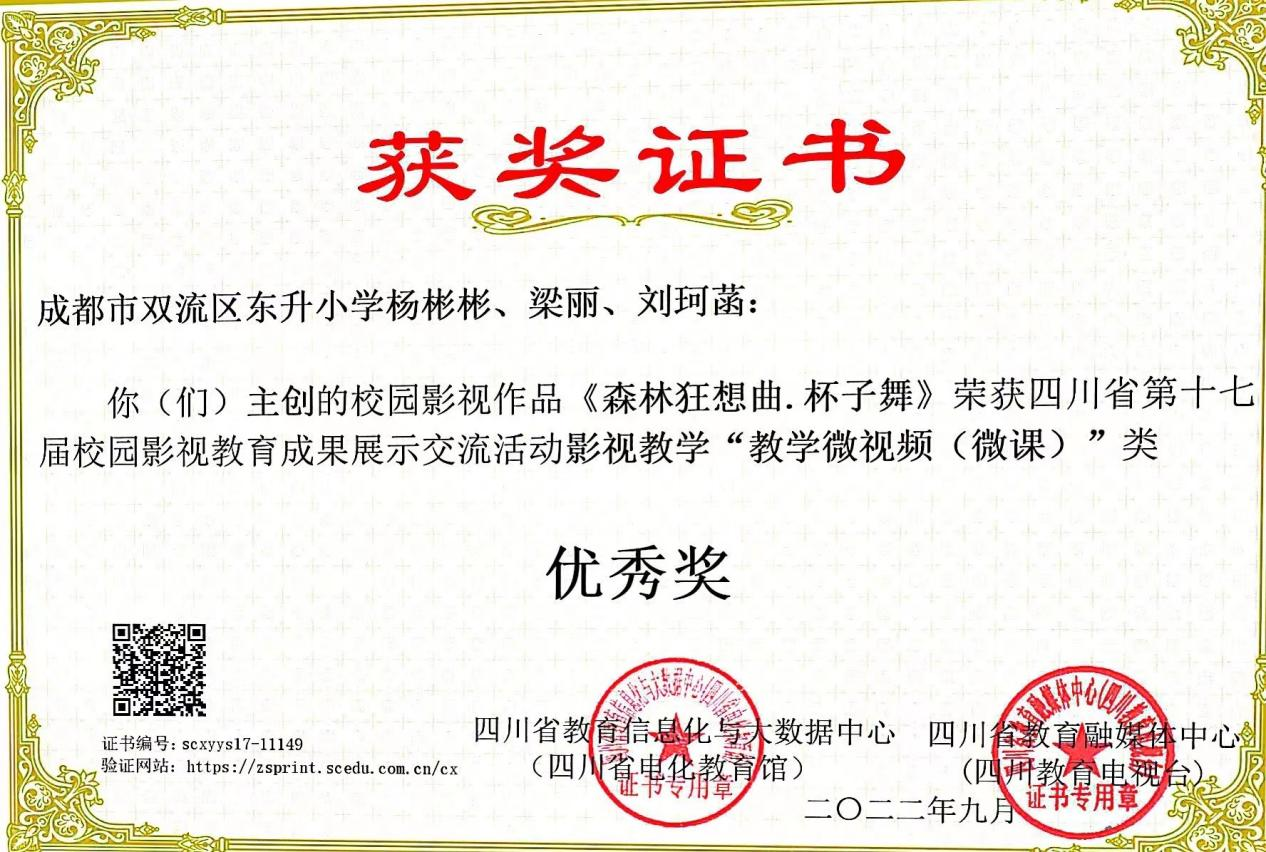 获奖证书
成都市双流区东升小学杨彬彬、梁丽、刘珂菡：
你（们）主创的校园影视作品《森林狂想曲.杯子舞》荣获四川省第十七
届校园影视教育成果展示交流活动影视教学“教学微视频（微课）”类
优秀奖
证书编号：scxyys17-11149
验证网站：https://zsprint.scedu.com.cn/cx
四川省教育信息化与大数据中心
（四川省电化教育馆）
证书专用章
四川省教育融媒体中心
（四川教育电视台）
证书专用章
二〇二二年九月